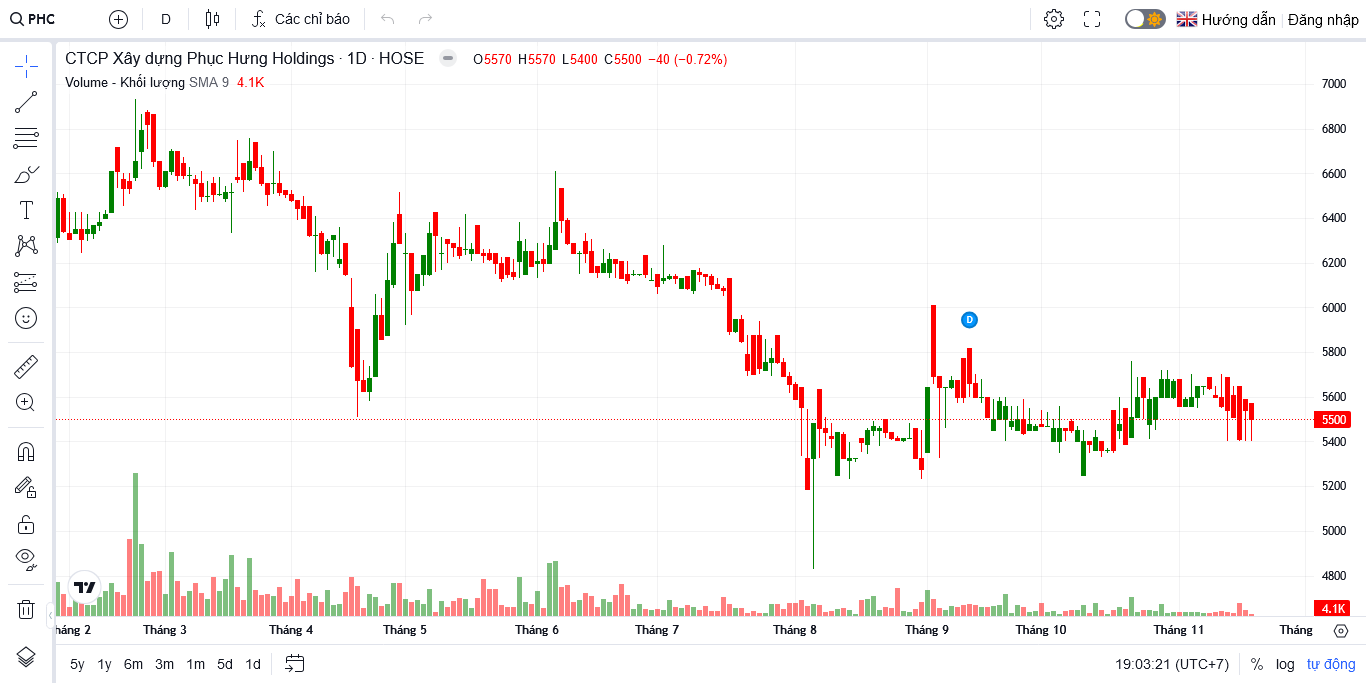 PHC D Các chỉ báo Hướng dẫn Đăng nhập
CTCP Xây dựng Phục Hưng Holdings · 1D · HOSE O5570 H5570 L5400 C5500 −40 (−0.72%)
Volume - Khối lượng SMA 9 4.1K
7000
6800
6600
6400
6200
6000
D
5800
5600
5500
5400
5200
5000
4800
4.1K
háng 2 Tháng 3 Tháng 4 Tháng 5 Tháng 6 Tháng 7 Tháng 8 Tháng 9 Tháng 10 Tháng 11 Tháng
5y 1y 6m 3m 1m 5d 1d 19:03:21 (UTC+7) % log tự động